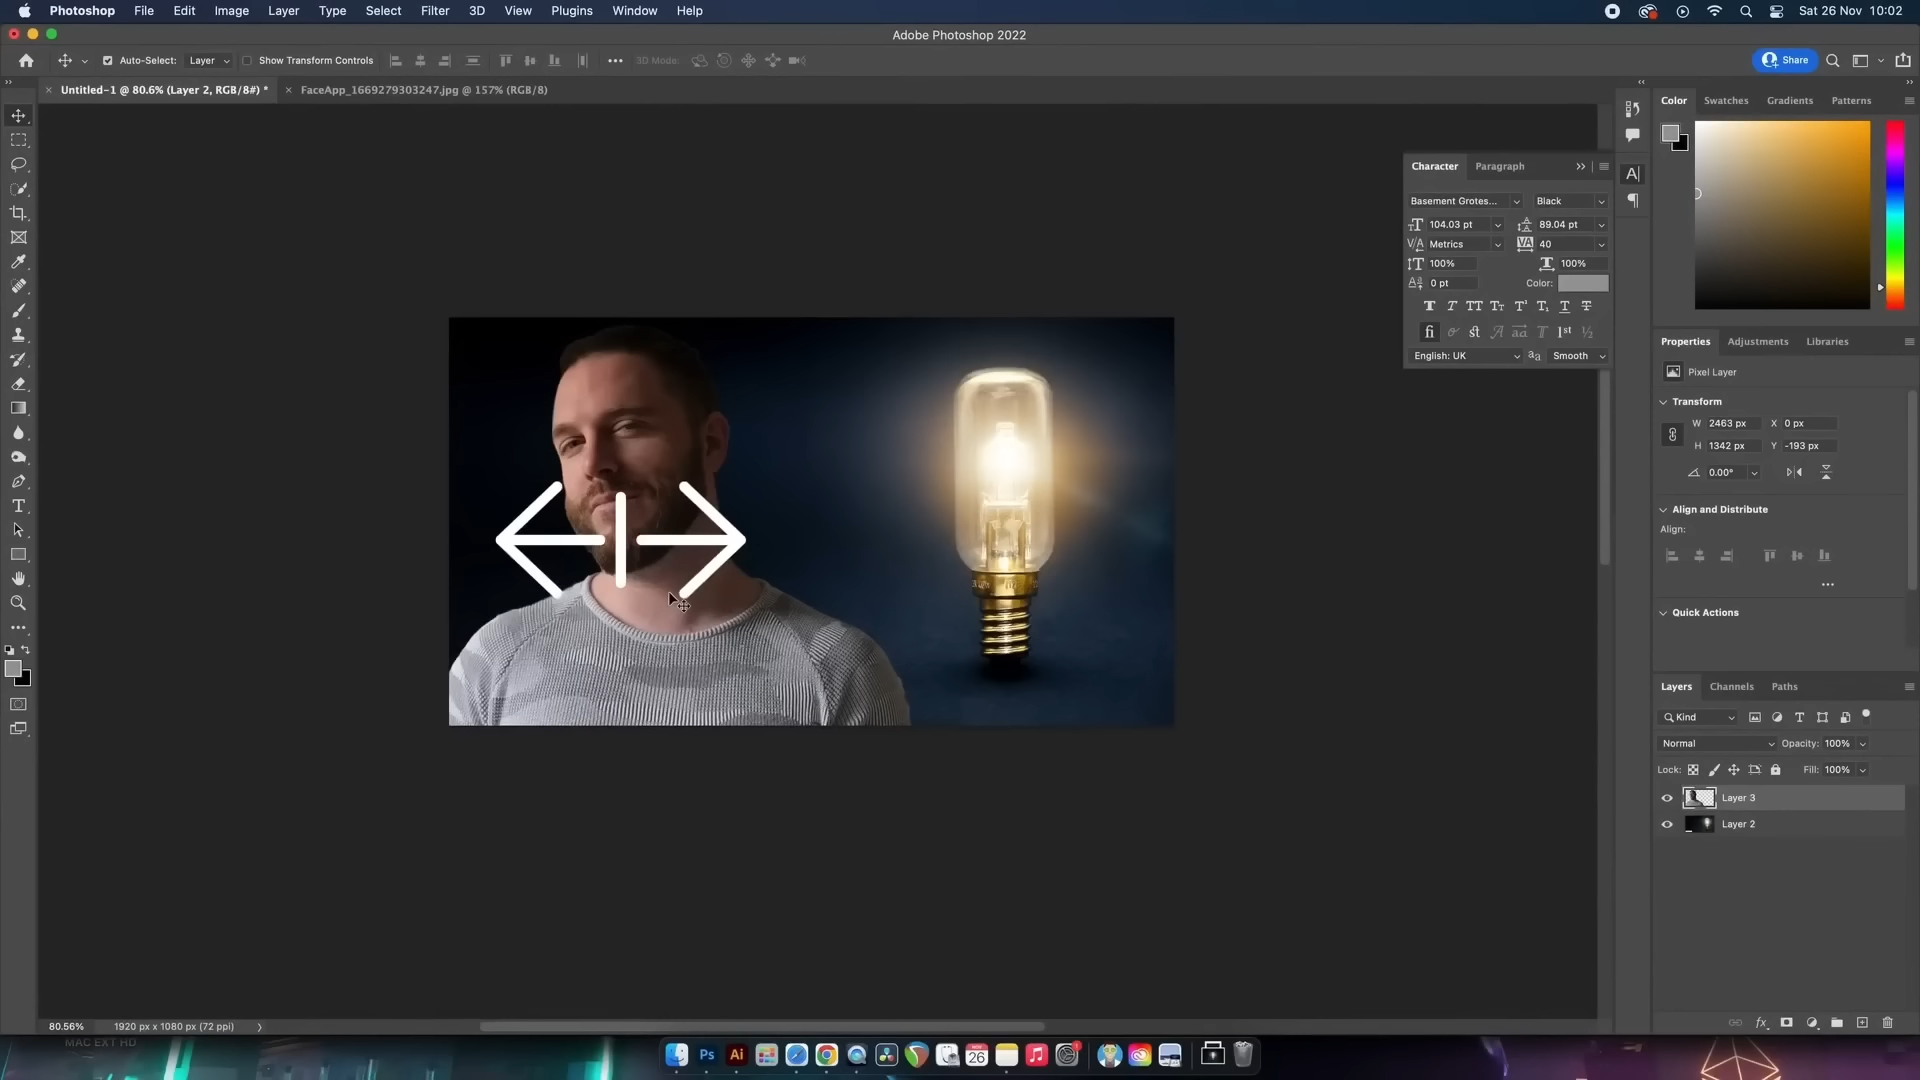 Photoshop File Edit Image Layer Type Select Filter 3D View Plugins Window Help Sat 26 Nov 10:02
Adobe Photoshop 2022
Auto-Select: Layer Show Transform Controls 3D Mode: Share
Untitled-1 @ 80.6% (Layer 2, RGB/8#) * FaceApp_1669279303247.jpg @ 157% (RGB/8)
Color Swatches Gradients Patterns
Character Paragraph
Basement Grotes... Black
104.03 pt 89.04 pt
Metrics 40
100% 100%
0 pt Color:
English: UK Smooth
Properties Adjustments Libraries
Pixel Layer
Transform
W 2463 px X 0 px
H 1342 px Y -193 px
0.00°
Align and Distribute
Align:
Quick Actions
Layers Channels Paths
Kind
Normal Opacity: 100%
Lock: Fill: 100%
Layer 3
Layer 2
80.56% 1920 px x 1080 px (72 ppi)
MAC EXT HD
Ps Ai NOV 26